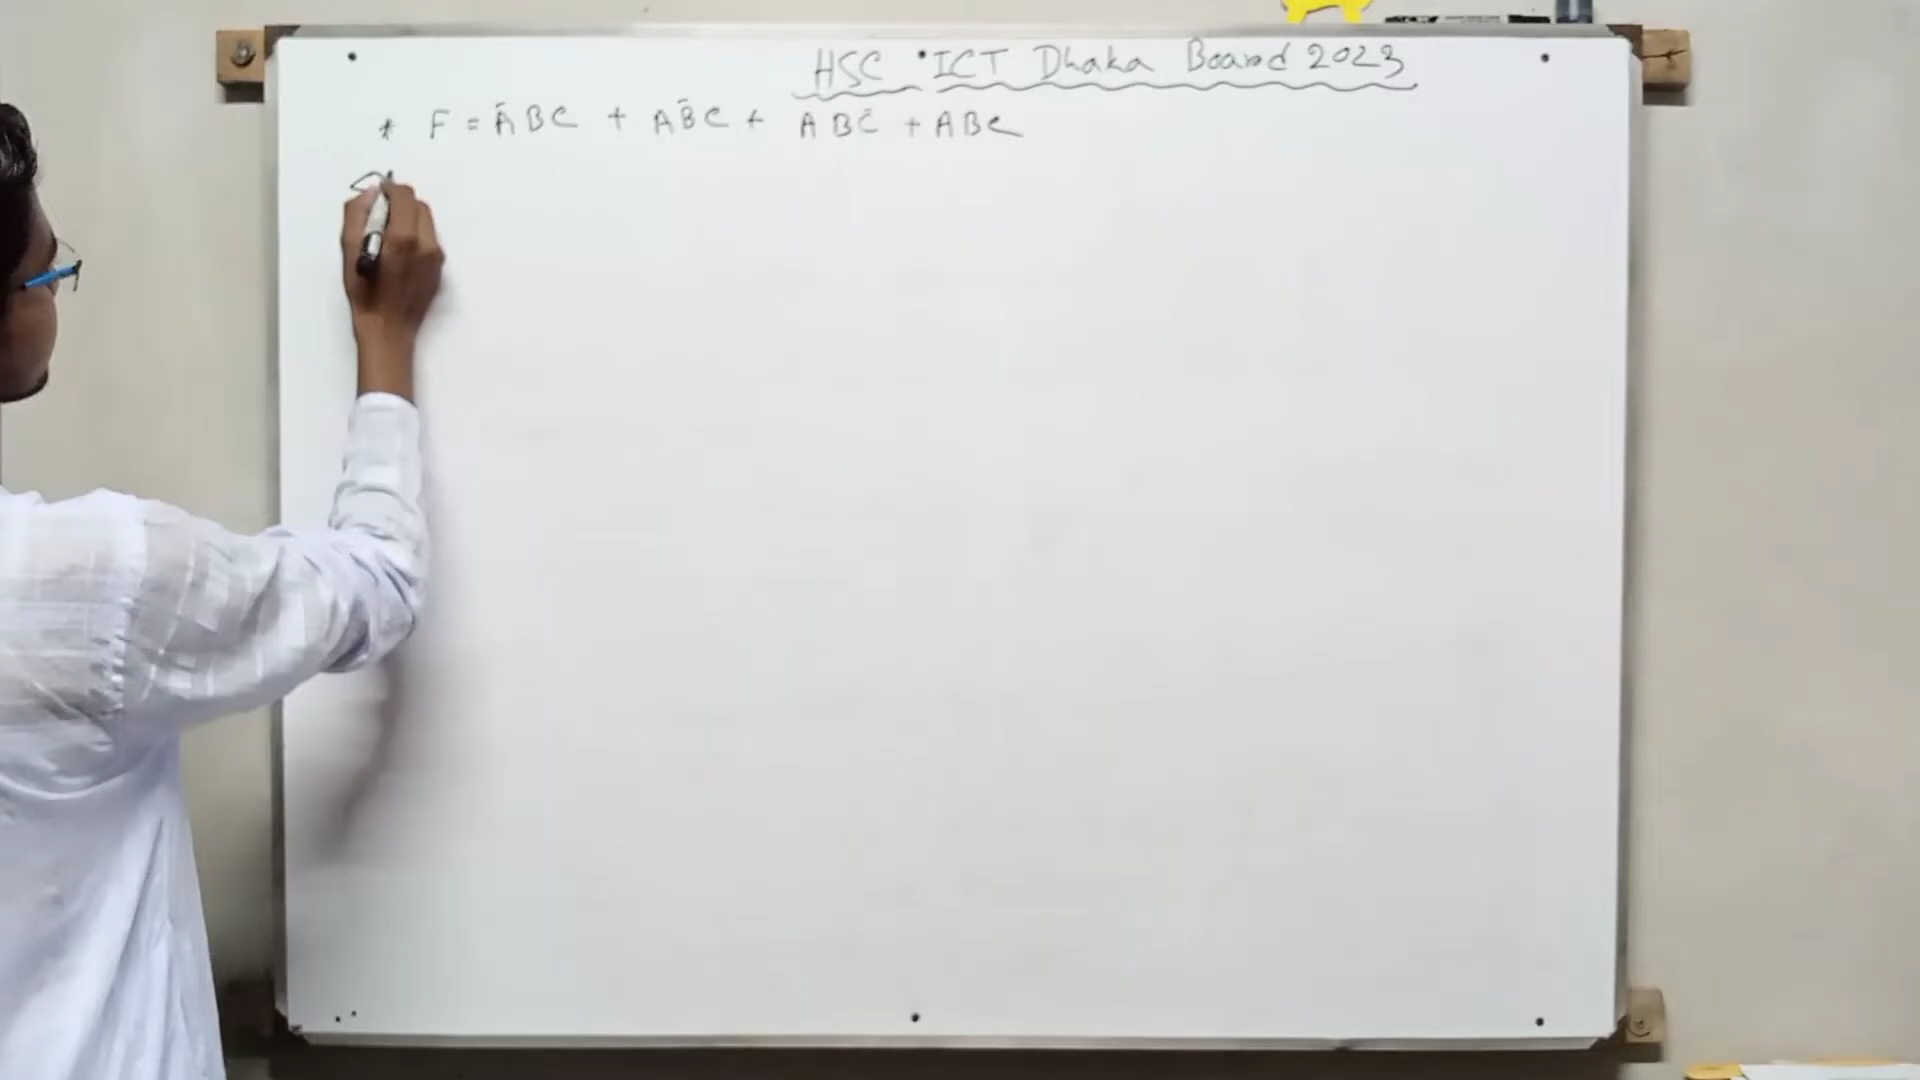 HSC ICT Dhaka Board 2023
* F = ĀBC + AB̄C + ABC̄ + ABC